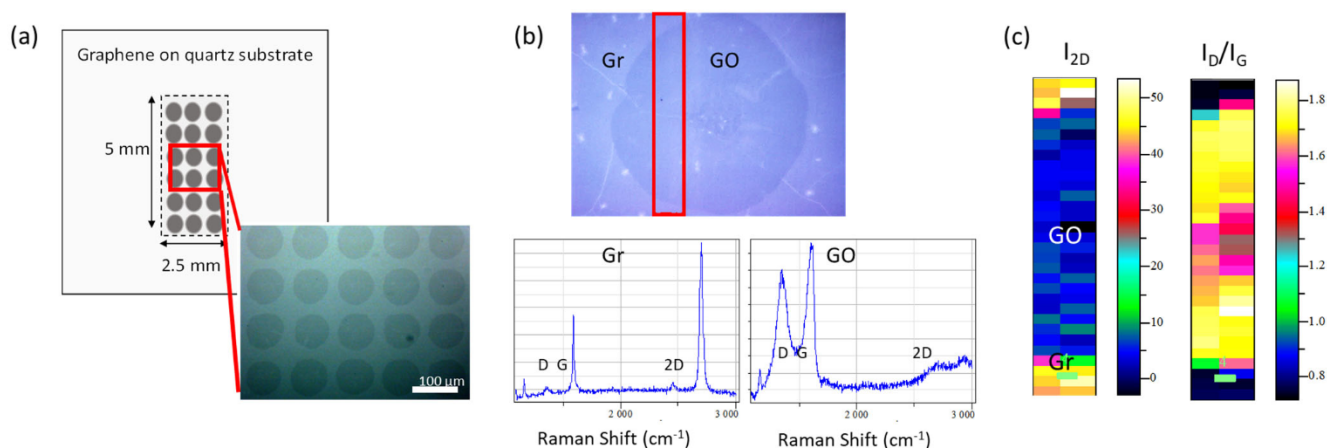 (a)
Graphene on quartz substrate
5 mm
2.5 mm
100 µm
(b)
Gr
GO
Gr
D
G
2D
2 000
3 000
Raman Shift (cm-1)
GO
D
G
2D
2 000
3 000
Raman Shift (cm-1)
(c)
I2D
GO
Gr
50
40
30
20
10
0
ID/IG
1.8
1.6
1.4
1.2
1.0
0.8